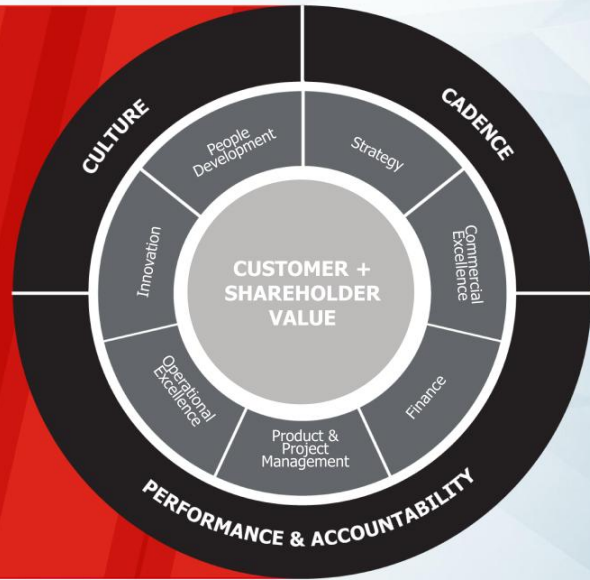 CULTURE
CADENCE
PERFORMANCE & ACCOUNTABILITY
People
Development
Strategy
Commercial
Excellence
Finance
Product &
Project
Management
Operational
Excellence
Innovation
CUSTOMER +
SHAREHOLDER
VALUE